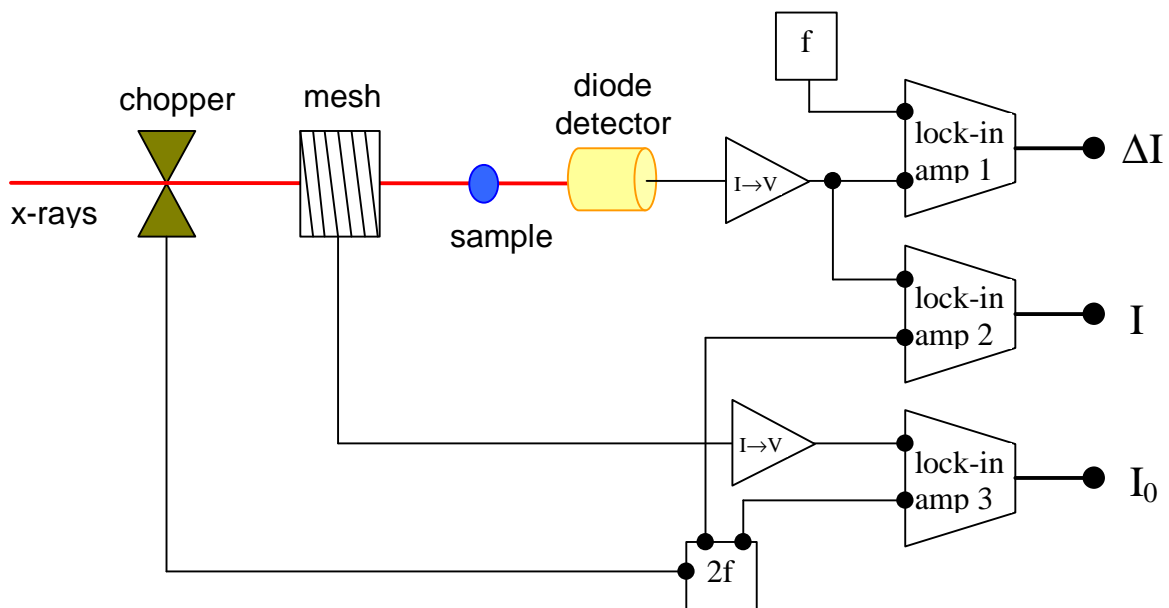 f
chopper
mesh
diode
detector
lock-in
amp 1
ΔI
I→V
x-rays
sample
lock-in
amp 2
I
I→V
lock-in
amp 3
I₀
2f